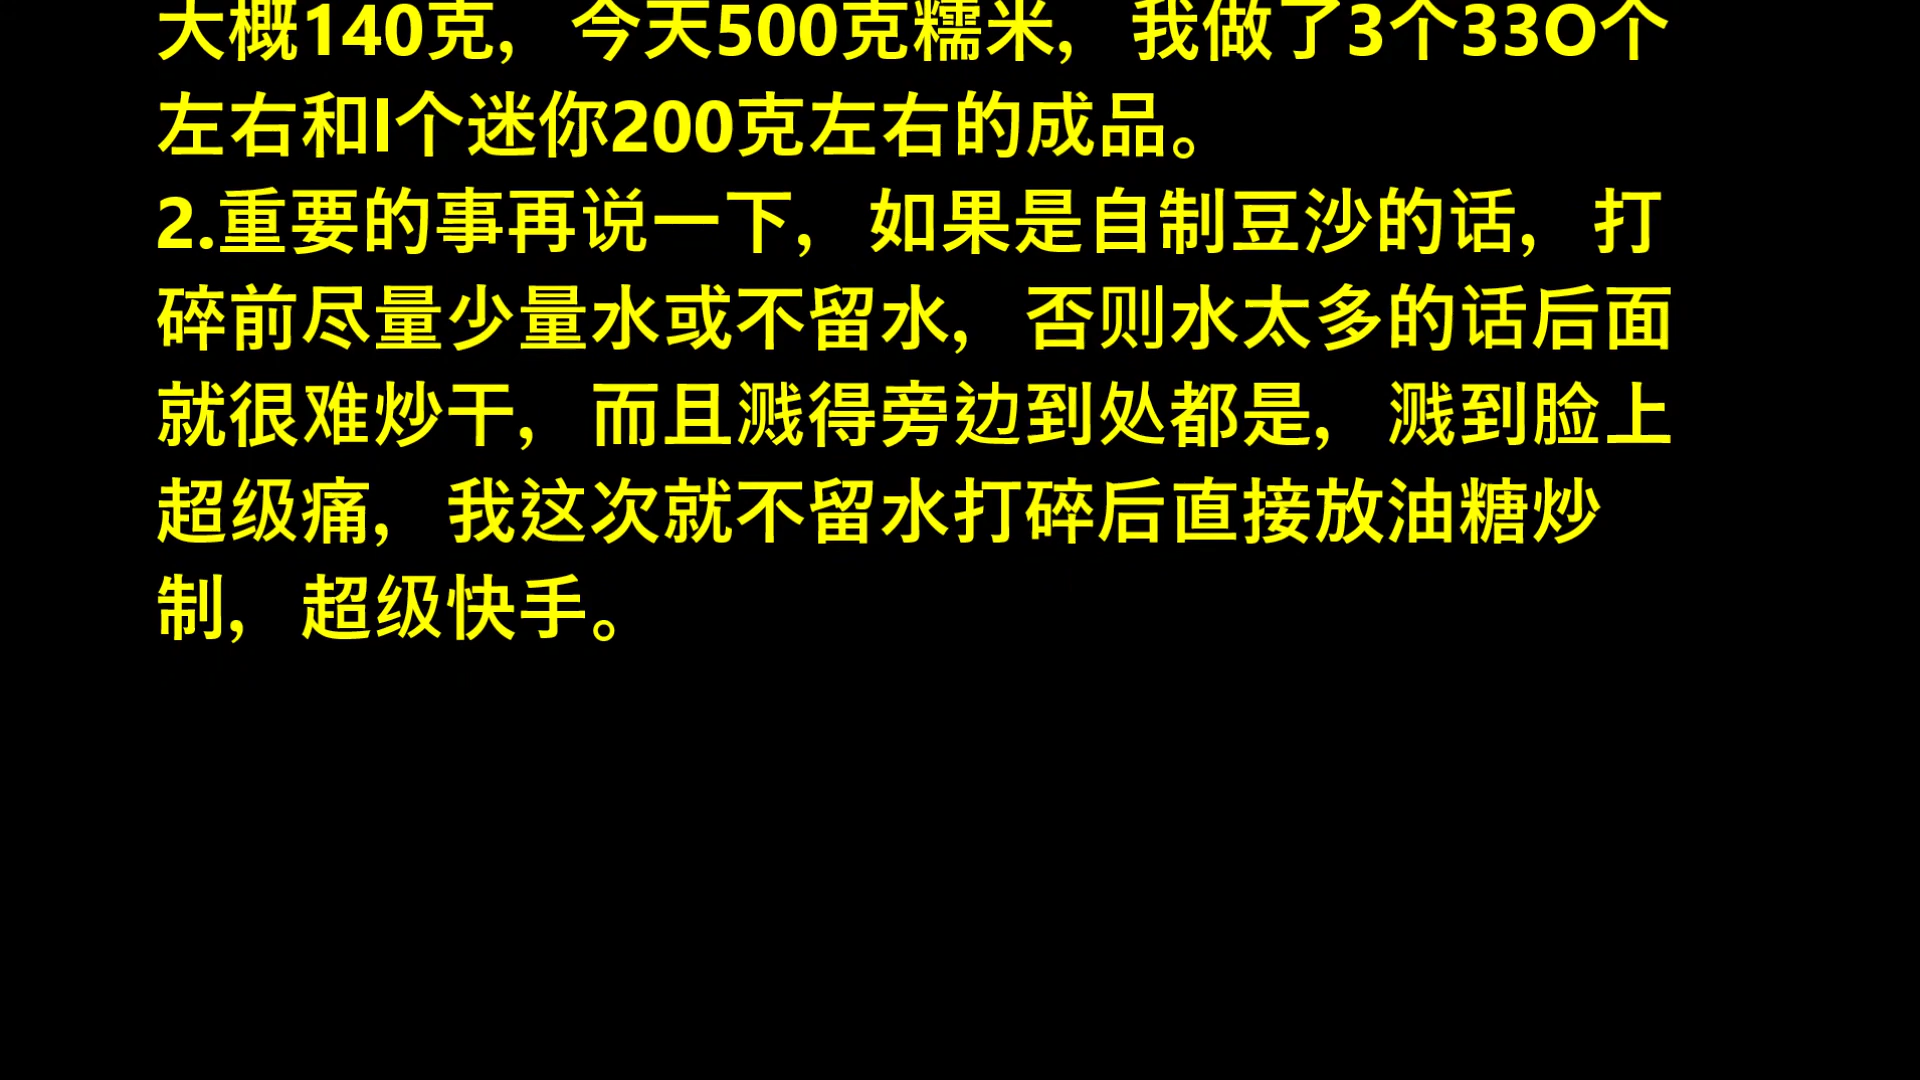 大概140克，今天500克糯米，我做了3个33O个
左右和l个迷你200克左右的成品。
2.重要的事再说一下，如果是自制豆沙的话，打
碎前尽量少量水或不留水，否则水太多的话后面
就很难炒干，而且溅得旁边到处都是，溅到脸上
超级痛，我这次就不留水打碎后直接放油糖炒
制，超级快手。